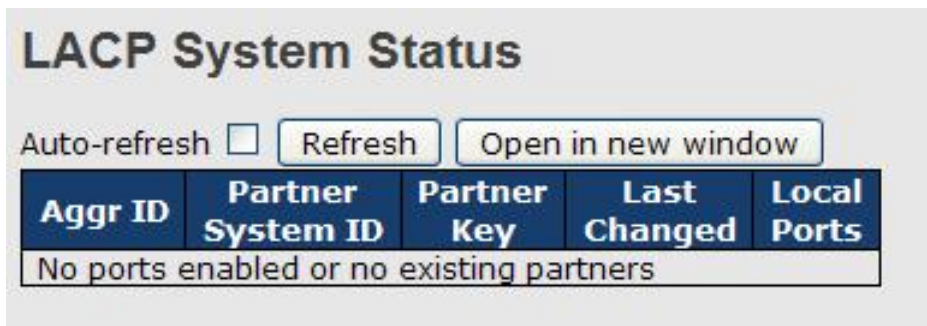 LACP System Status
Auto-refresh Refresh Open in new window
Aggr ID Partner System ID Partner Key Last Changed Local Ports
No ports enabled or no existing partners